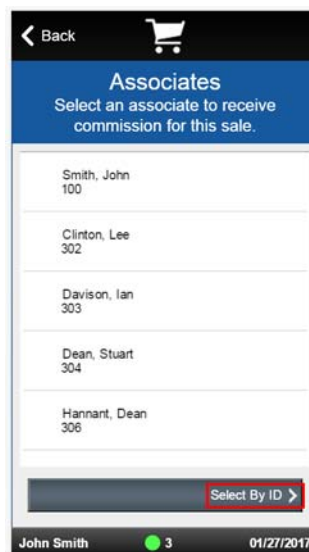 Back
Associates
Select an associate to receive
commission for this sale.
Smith, John
100
Clinton, Lee
302
Davison, Ian
303
Dean, Stuart
304
Hannant, Dean
306
Select By ID
John Smith 3 01/27/2017